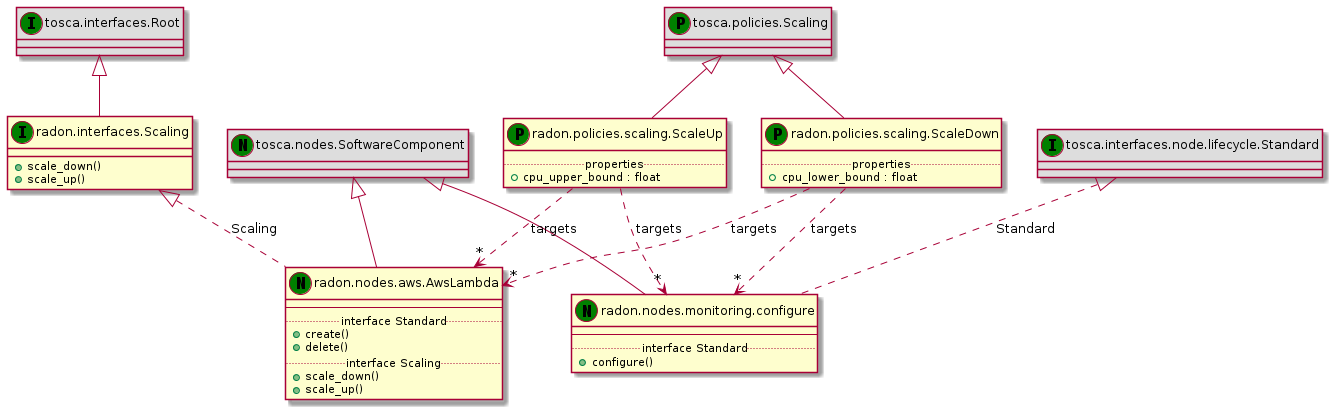 I tosca.interfaces.Root
P tosca.policies.Scaling
I radon.interfaces.Scaling
scale_down()
scale_up()
N tosca.nodes.SoftwareComponent
P radon.policies.scaling.ScaleUp
properties
cpu_upper_bound : float
P radon.policies.scaling.ScaleDown
properties
cpu_lower_bound : float
I tosca.interfaces.node.lifecycle.Standard
Scaling
targets
targets
targets
targets
Standard
*
*
*
*
N radon.nodes.aws.AwsLambda
interface Standard
create()
delete()
interface Scaling
scale_down()
scale_up()
N radon.nodes.monitoring.configure
interface Standard
configure()